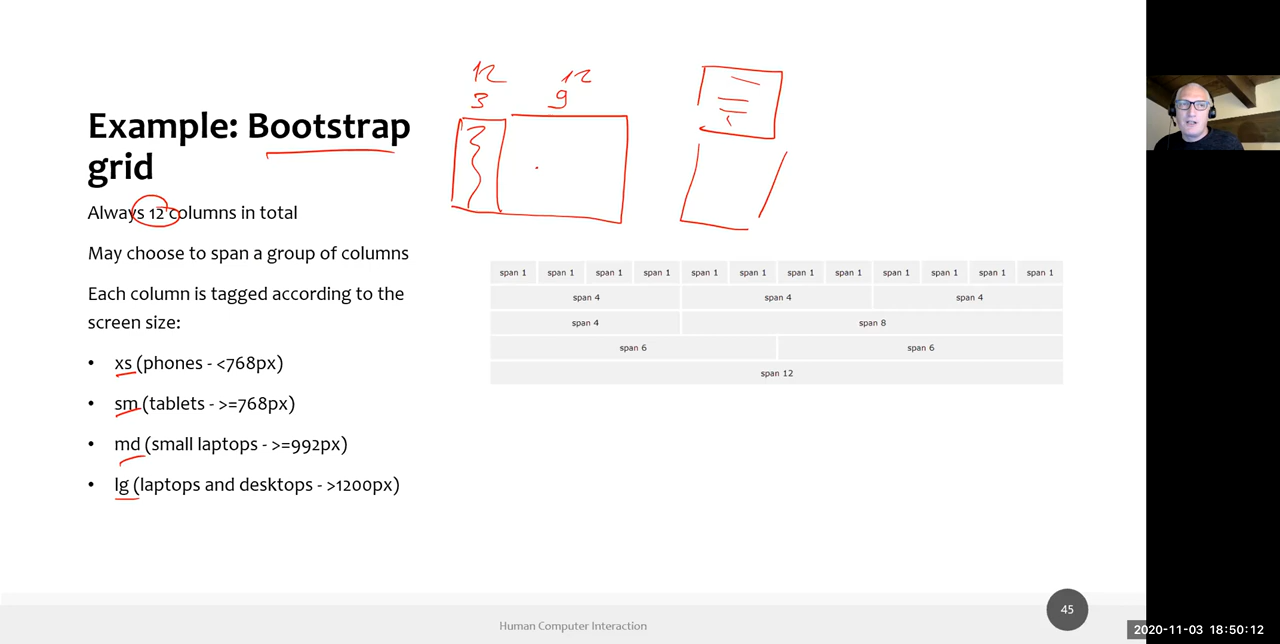 Example: Bootstrap
grid
Always 12 columns in total
May choose to span a group of columns
Each column is tagged according to the
screen size:
• xs (phones - <768px)
• sm (tablets - >=768px)
• md (small laptops - >=992px)
• lg (laptops and desktops - >1200px)
12 12
3 9
span 1 span 1 span 1 span 1 span 1 span 1 span 1 span 1 span 1 span 1 span 1 span 1
span 4 span 4 span 4
span 4 span 8
span 6 span 6
span 12
Human Computer Interaction
45
2020-11-03 18:50:12